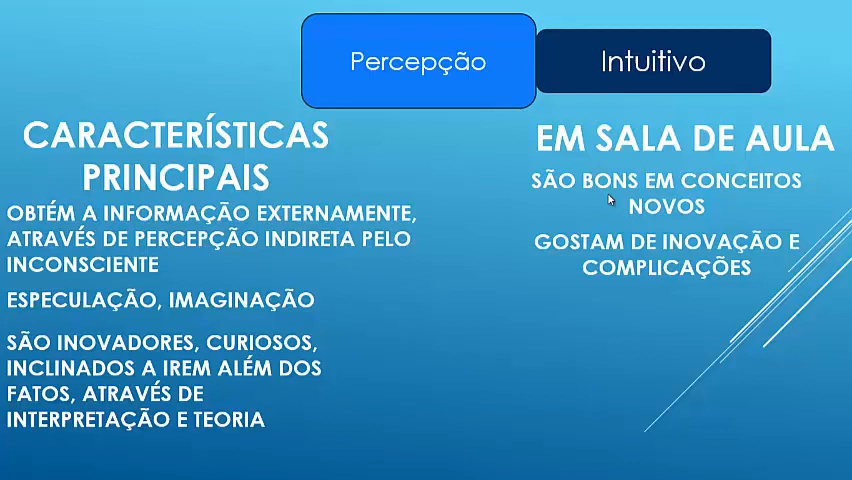 Percepção
Intuitivo
CARACTERÍSTICAS
PRINCIPAIS
OBTÉM A INFORMAÇÃO EXTERNAMENTE,
ATRAVÉS DE PERCEPÇÃO INDIRETA PELO
INCONSCIENTE
ESPECULAÇÃO, IMAGINAÇÃO
SÃO INOVADORES, CURIOSOS,
INCLINADOS A IREM ALÉM DOS
FATOS, ATRAVÉS DE
INTERPRETAÇÃO E TEORIA
EM SALA DE AULA
SÃO BONS EM CONCEITOS
NOVOS
GOSTAM DE INOVAÇÃO E
COMPLICAÇÕES